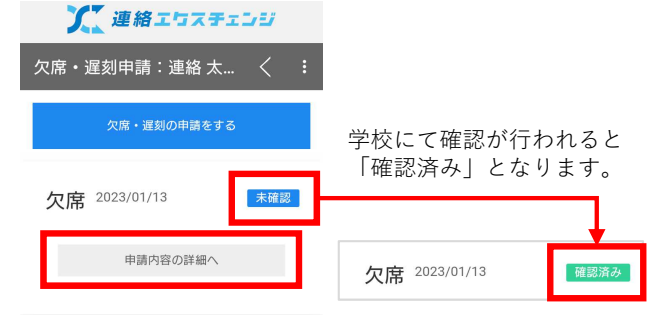 連絡エクスチェンジ
欠席・遅刻申請：連絡 太...
欠席・遅刻の申請をする
欠席 2023/01/13 未確認
申請内容の詳細へ
学校にて確認が行われると
「確認済み」となります。
欠席 2023/01/13 確認済み